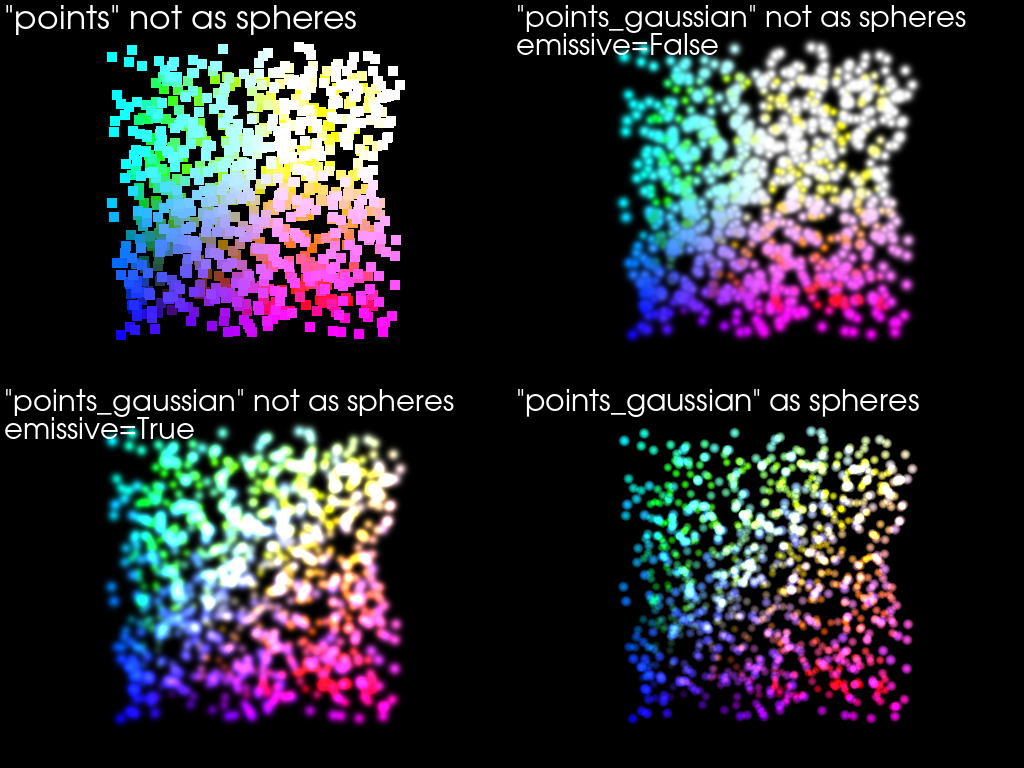 "points" not as spheres
"points_gaussian" not as spheres
emissive=False
"points_gaussian" not as spheres
emissive=True
"points_gaussian" as spheres